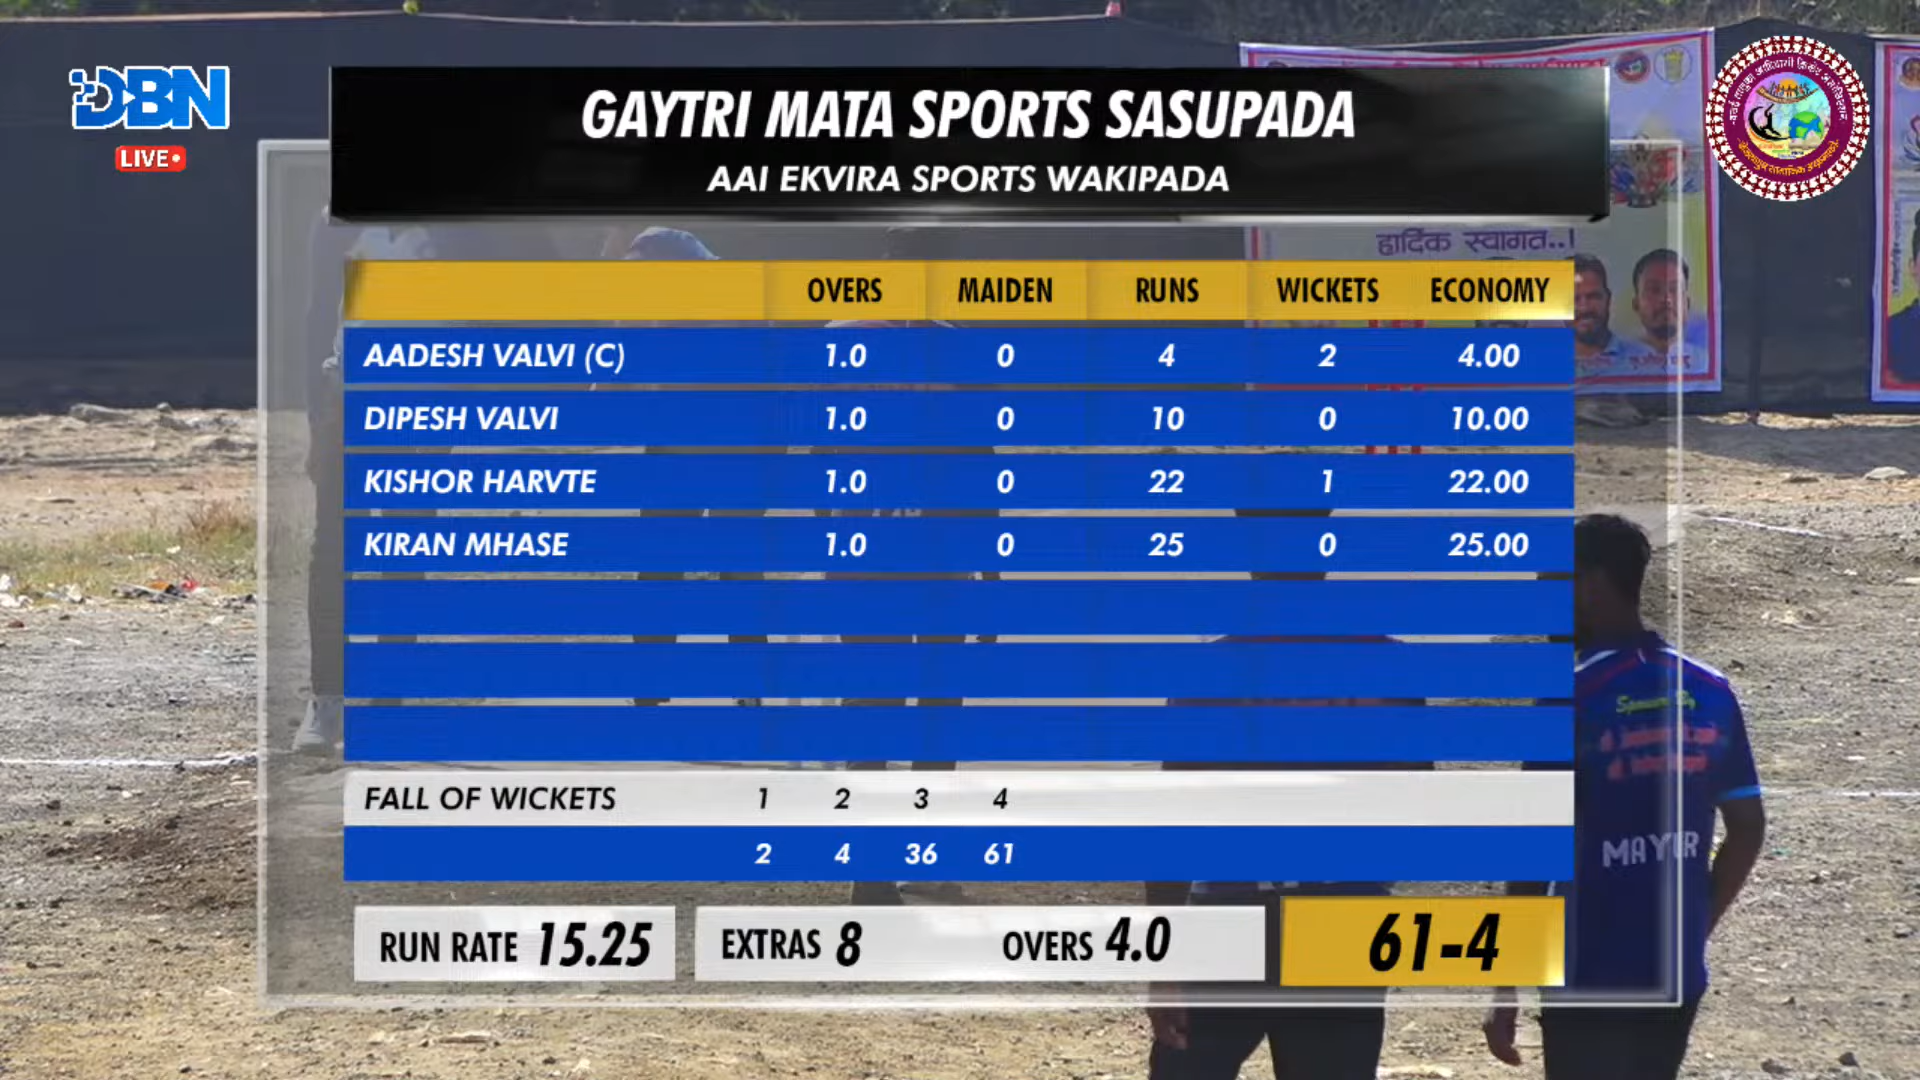 DBN
LIVE
GAYTRI MATA SPORTS SASUPADA
AAI EKVIRA SPORTS WAKIPADA
हार्दिक स्वागत..!
OVERS MAIDEN RUNS WICKETS ECONOMY
AADESH VALVI (C) 1.0 0 4 2 4.00
DIPESH VALVI 1.0 0 10 0 10.00
KISHOR HARVTE 1.0 0 22 1 22.00
KIRAN MHASE 1.0 0 25 0 25.00
FALL OF WICKETS 1 2 3 4
2 4 36 61
RUN RATE 15.25 EXTRAS 8 OVERS 4.0 61-4